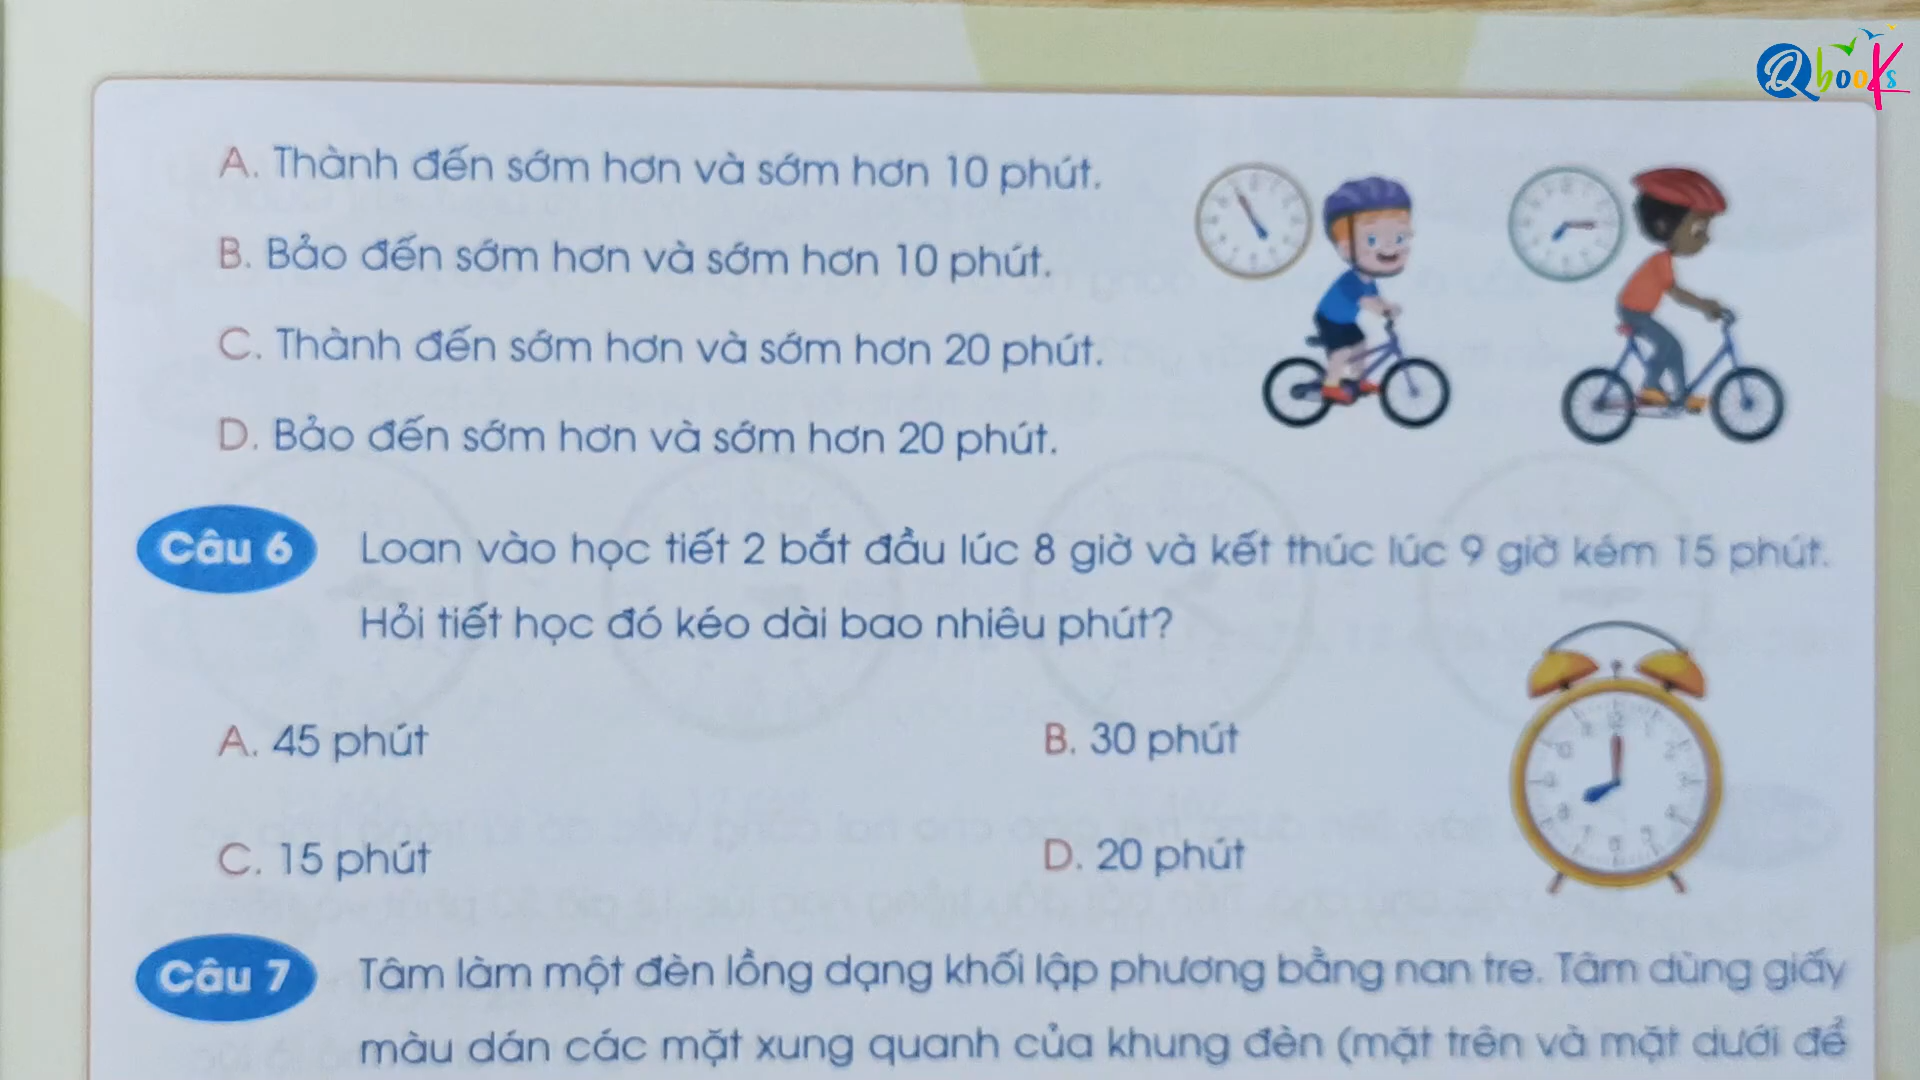 Qbooks
A. Thành đến sớm hơn và sớm hơn 10 phút.
B. Bảo đến sớm hơn và sớm hơn 10 phút.
C. Thành đến sớm hơn và sớm hơn 20 phút.
D. Bảo đến sớm hơn và sớm hơn 20 phút.
Câu 6 Loan vào học tiết 2 bắt đầu lúc 8 giờ và kết thúc lúc 9 giờ kém 15 phút.
Hỏi tiết học đó kéo dài bao nhiêu phút?
A. 45 phút
B. 30 phút
C. 15 phút
D. 20 phút
Câu 7 Tâm làm một đèn lồng dạng khối lập phương bằng nan tre. Tâm dùng giấy
màu dán các mặt xung quanh của khung đèn (mặt trên và mặt dưới để